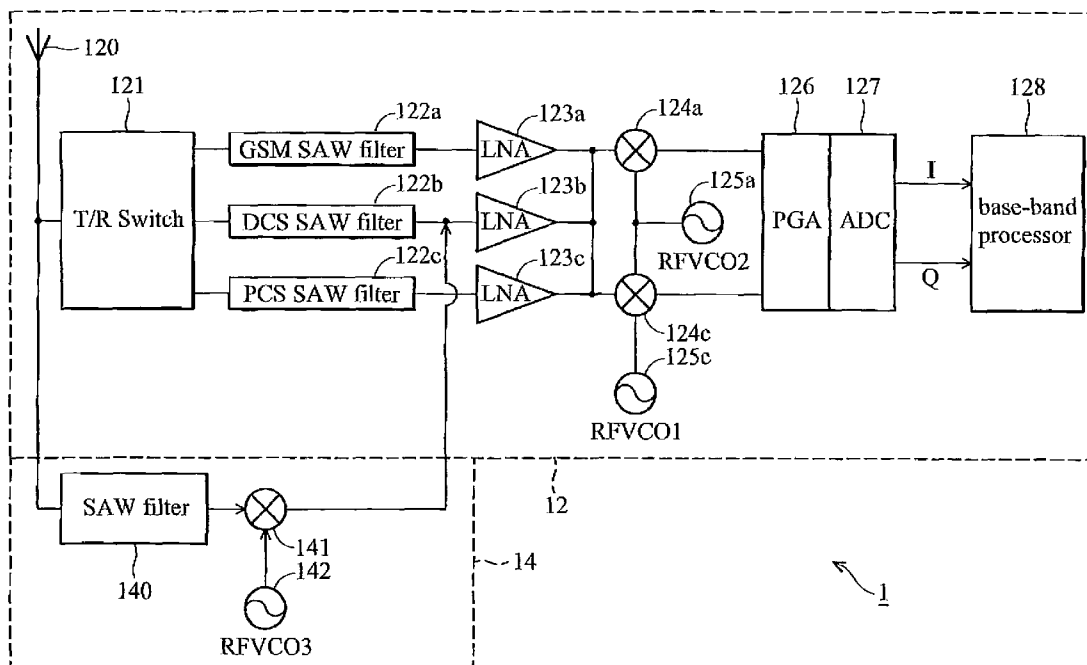 120
121
T/R Switch
122a
GSM SAW filter
122b
DCS SAW filter
122c
PCS SAW filter
123a
LNA
123b
LNA
123c
LNA
124a
125a
RFVCO2
124c
125c
RFVCO1
126
PGA
127
ADC
I
Q
128
base-band
processor
SAW filter
140
141
142
RFVCO3
12
14
1